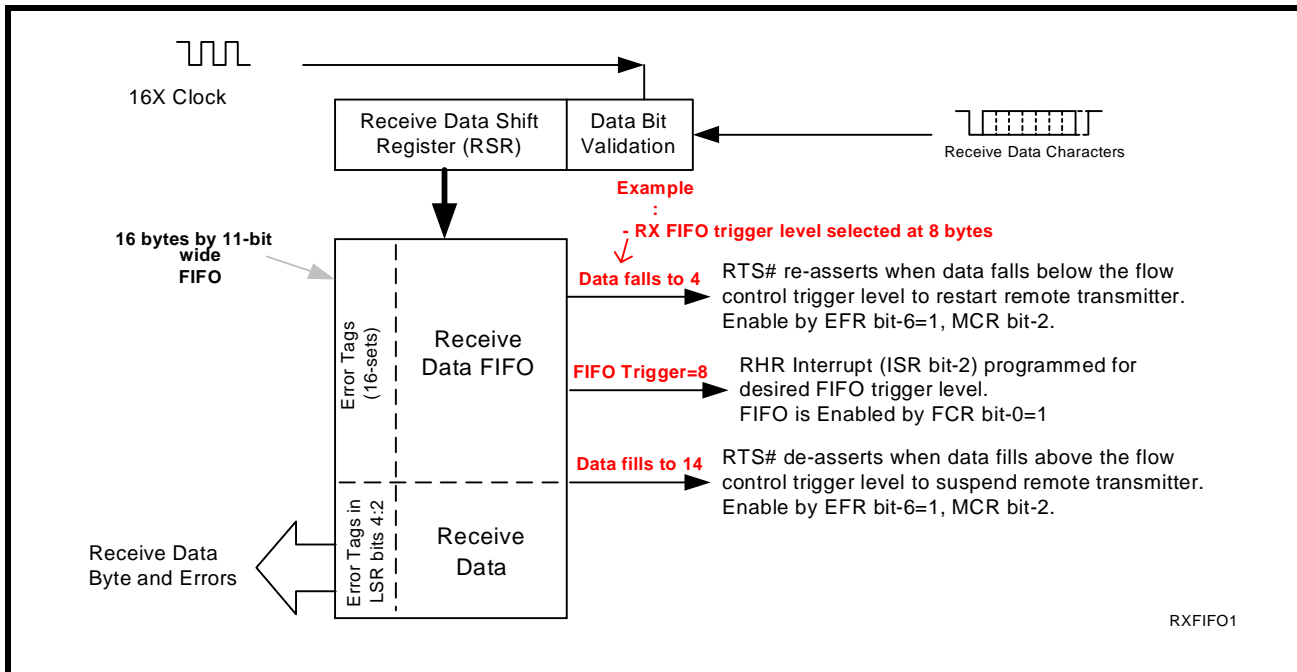 16X Clock
Receive Data Shift
Register (RSR)
Data Bit
Validation
Receive Data Characters
Example
:
- RX FIFO trigger level selected at 8 bytes
16 bytes by 11-bit
wide
FIFO
Data falls to 4
RTS# re-asserts when data falls below the flow
control trigger level to restart remote transmitter.
Enable by EFR bit-6=1, MCR bit-2.
Error Tags
(16-sets)
Receive
Data FIFO
FIFO Trigger=8
RHR Interrupt (ISR bit-2) programmed for
desired FIFO trigger level.
FIFO is Enabled by FCR bit-0=1
Data fills to 14
RTS# de-asserts when data fills above the flow
control trigger level to suspend remote transmitter.
Enable by EFR bit-6=1, MCR bit-2.
Error Tags in
LSR bits 4:2
Receive
Data
Receive Data
Byte and Errors
RXFIFO1